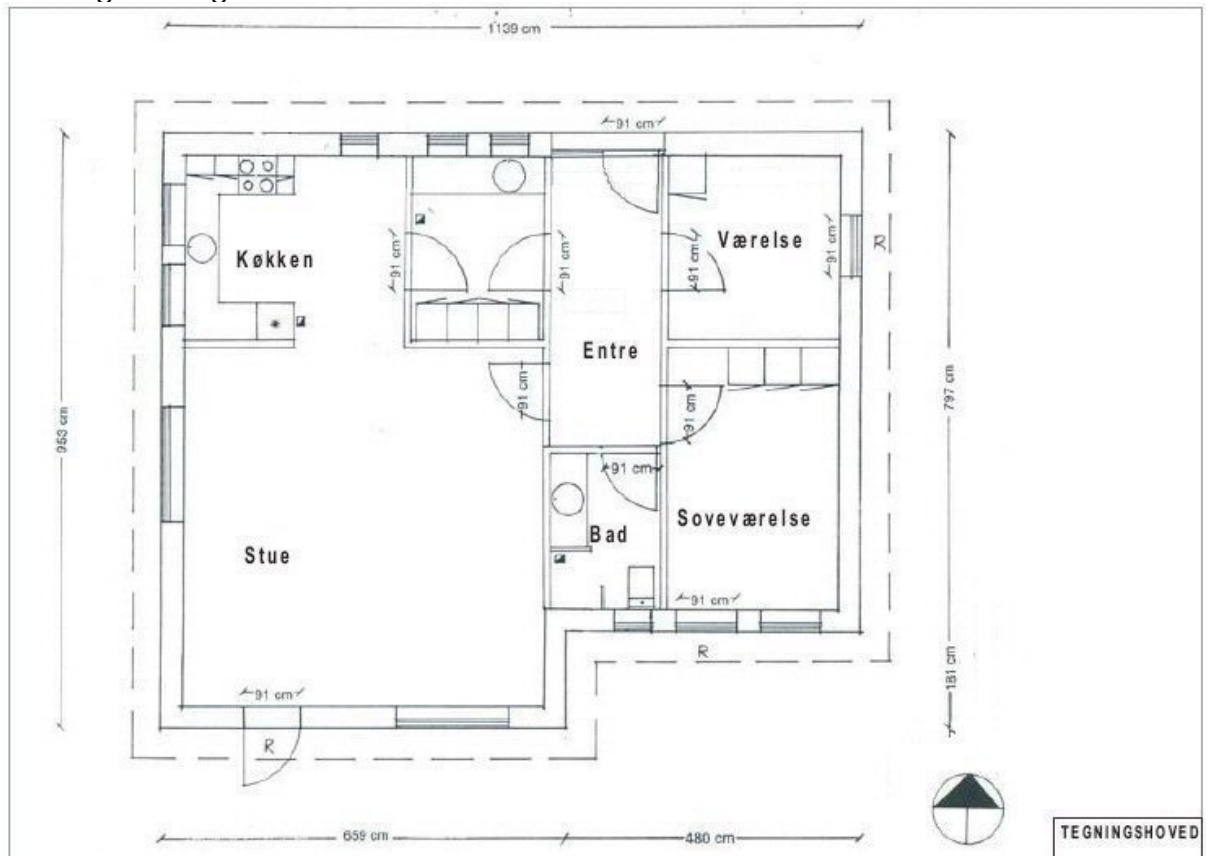 1139 cm
91 cm
953 cm
797 cm
Køkken
91 cm
91 cm
91 cm
Værelse
91 cm
R
Entre
91 cm
91 cm
91 cm
Stue
Bad
Soveværelse
91 cm
R
181 cm
91 cm
R
659 cm
480 cm
TEGNINGSHOVED